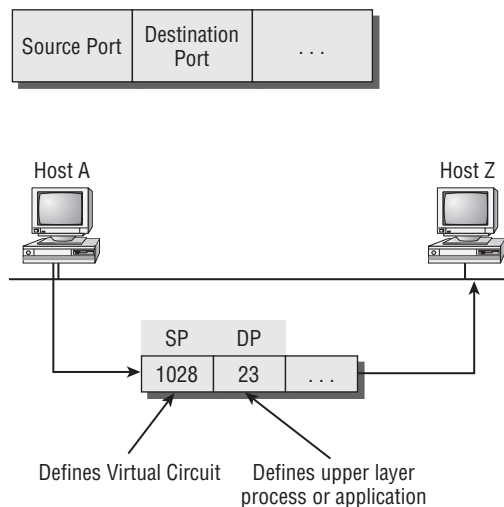 Source Port
Destination
Port
. . .
Host A
Host Z
SP
DP
1028
23
. . .
Defines Virtual Circuit
Defines upper layer
process or application